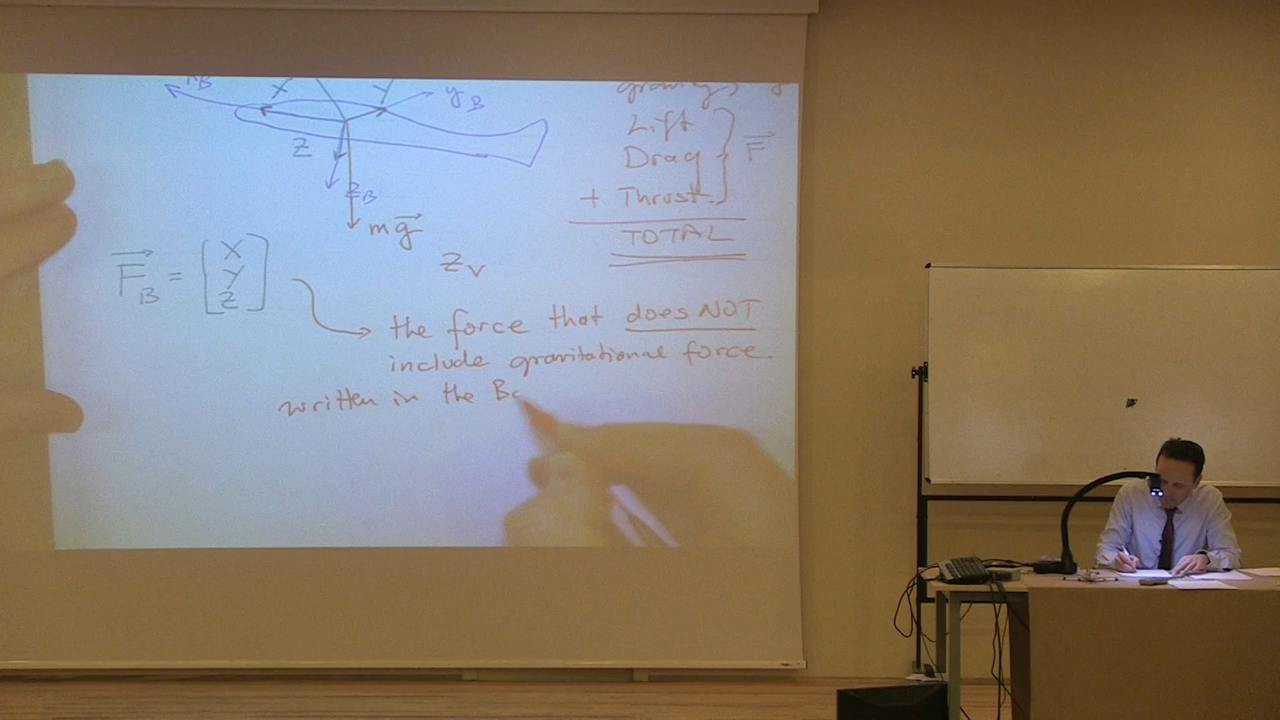 X
Y
y_B
Z
z_B
m g⃗
z_v
Lift
Drag
+ Thrust
F⃗
TOTAL
F⃗_B = [X Y Z]
the force that does NOT
include gravitational force.
written in the Bo